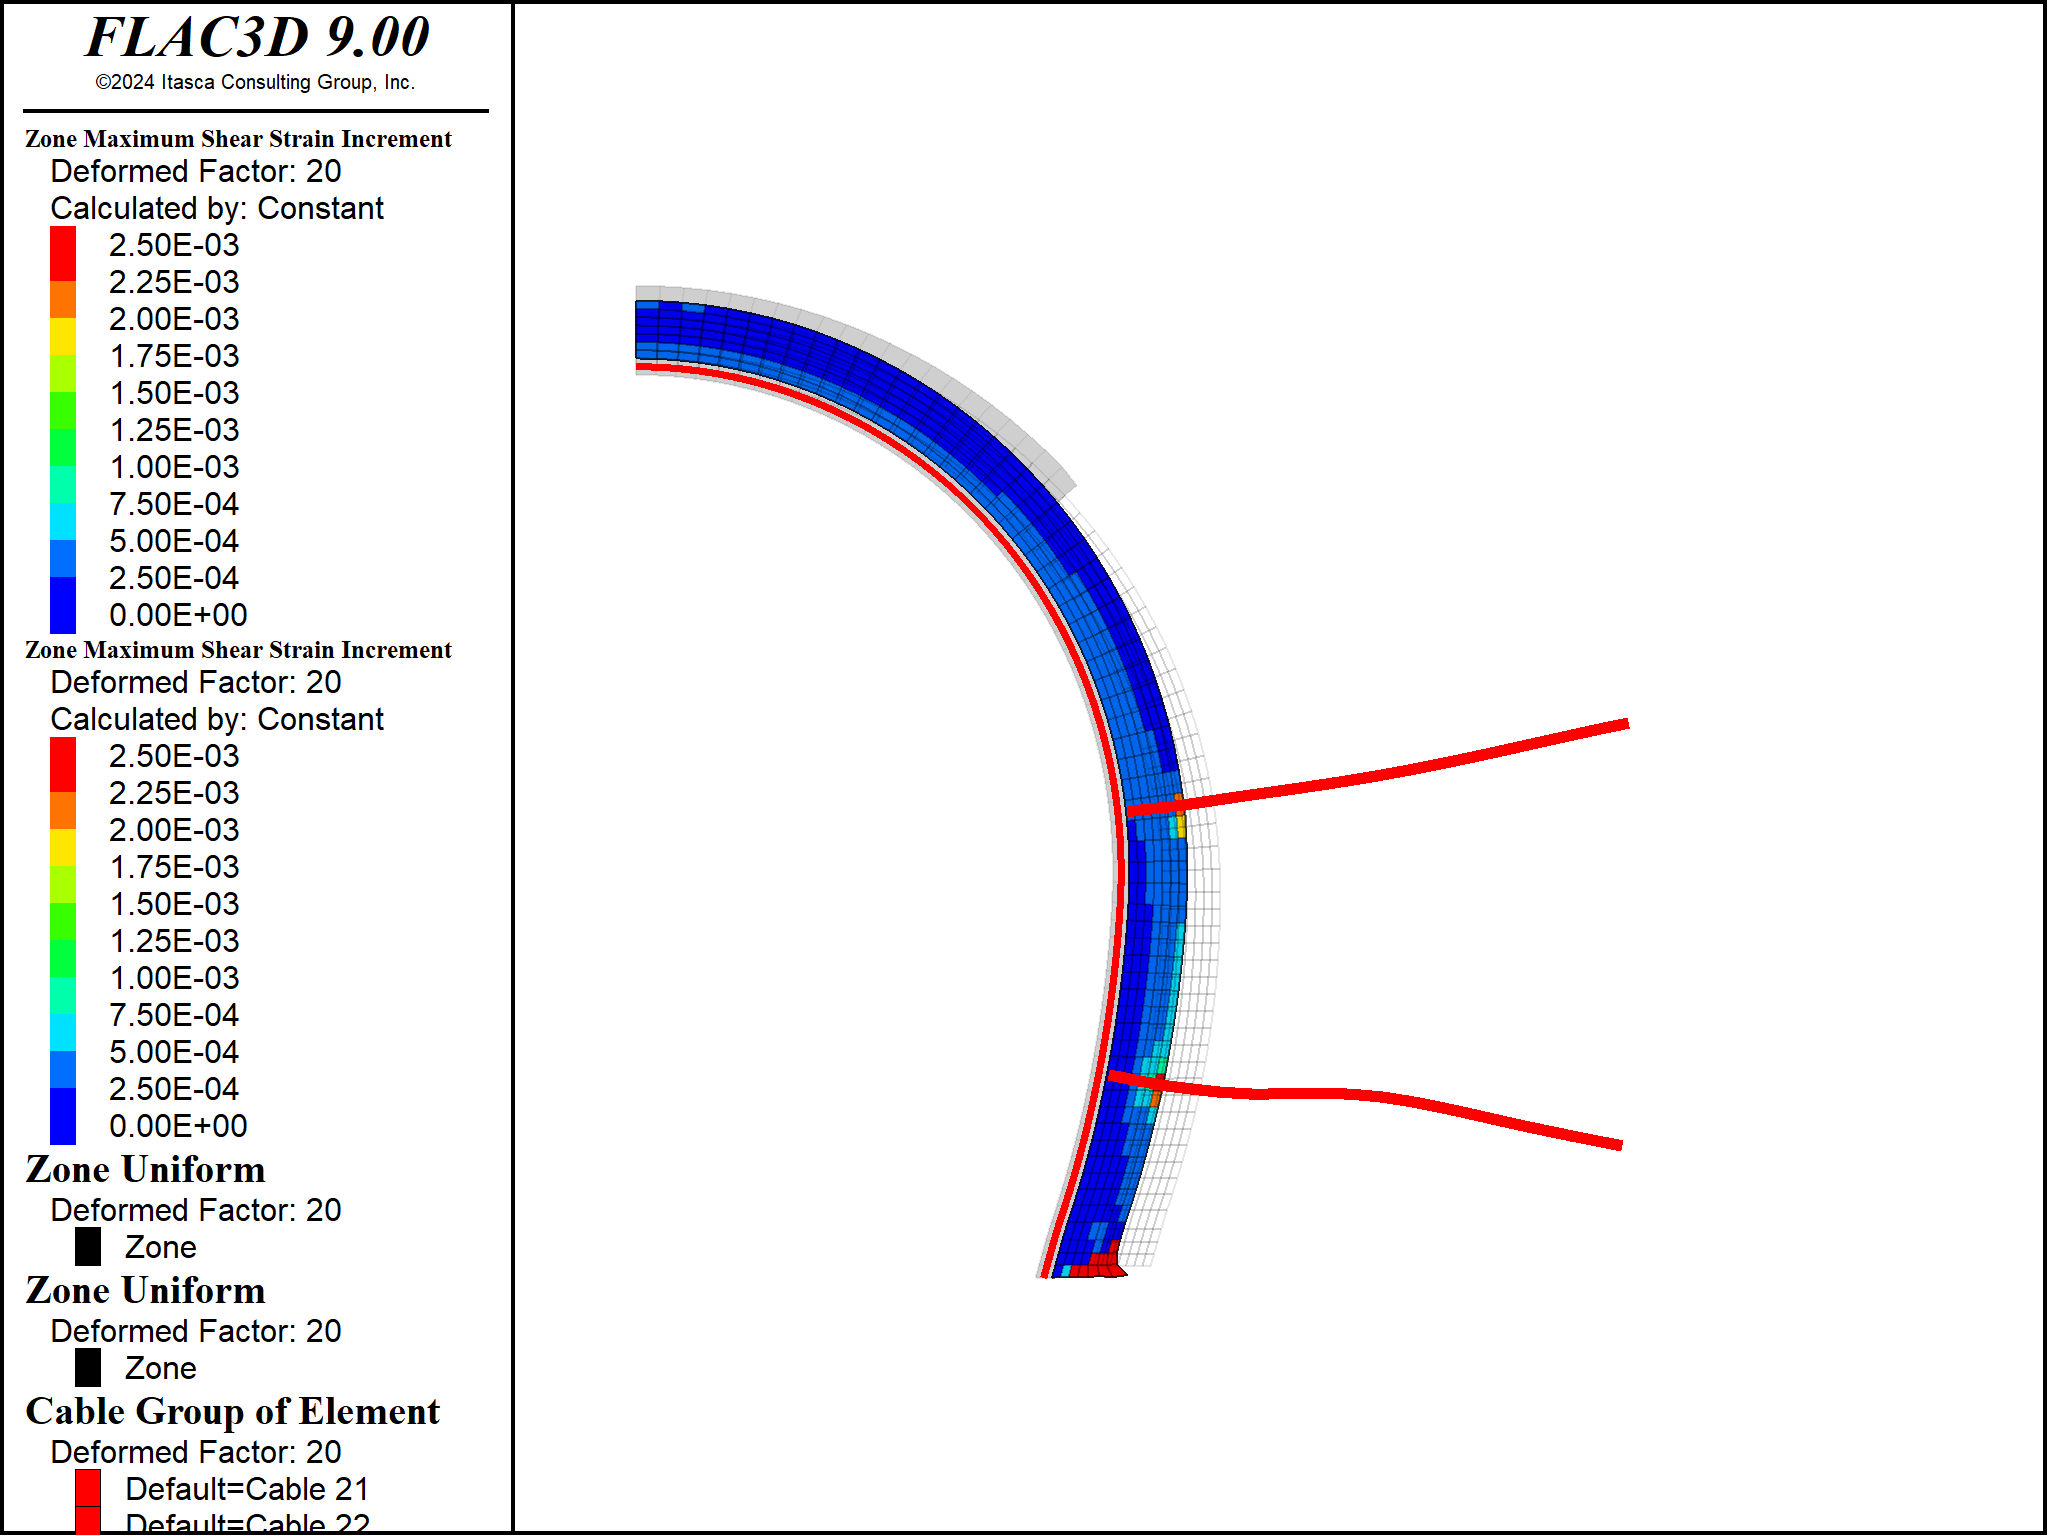 FLAC3D 9.00
©2024 Itasca Consulting Group, Inc.
Zone Maximum Shear Strain Increment
Deformed Factor: 20
Calculated by: Constant
2.50E-03
2.25E-03
2.00E-03
1.75E-03
1.50E-03
1.25E-03
1.00E-03
7.50E-04
5.00E-04
2.50E-04
0.00E+00
Zone Maximum Shear Strain Increment
Deformed Factor: 20
Calculated by: Constant
2.50E-03
2.25E-03
2.00E-03
1.75E-03
1.50E-03
1.25E-03
1.00E-03
7.50E-04
5.00E-04
2.50E-04
0.00E+00
Zone Uniform
Deformed Factor: 20
Zone
Zone Uniform
Deformed Factor: 20
Zone
Cable Group of Element
Deformed Factor: 20
Default=Cable 21
Default=Cable 22